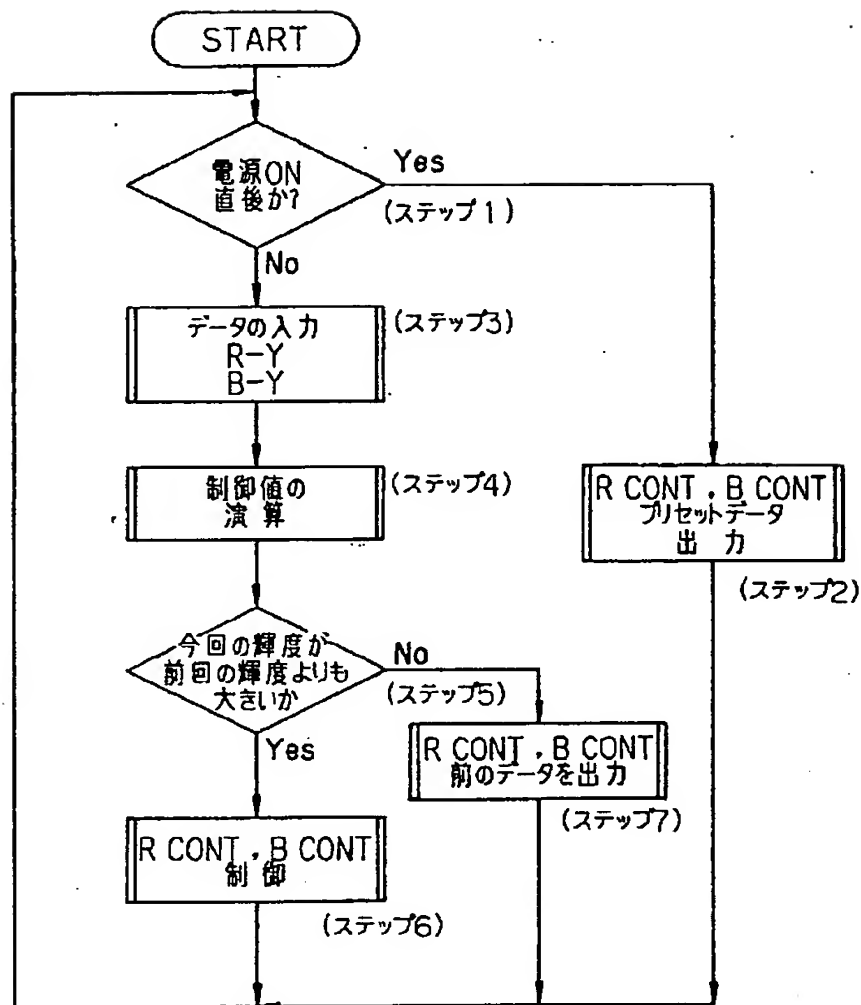 START
電源ON
直後か?
Yes
(ステップ1)
No
データの入力
R-Y
B-Y
(ステップ3)
制御値の
演算
(ステップ4)
R CONT , B CONT
プリセットデータ
出力
(ステップ2)
今回の輝度が
前回の輝度よりも
大きいか
No
(ステップ5)
Yes
R CONT , B CONT
前のデータを出力
(ステップ7)
R CONT , B CONT
制御
(ステップ6)